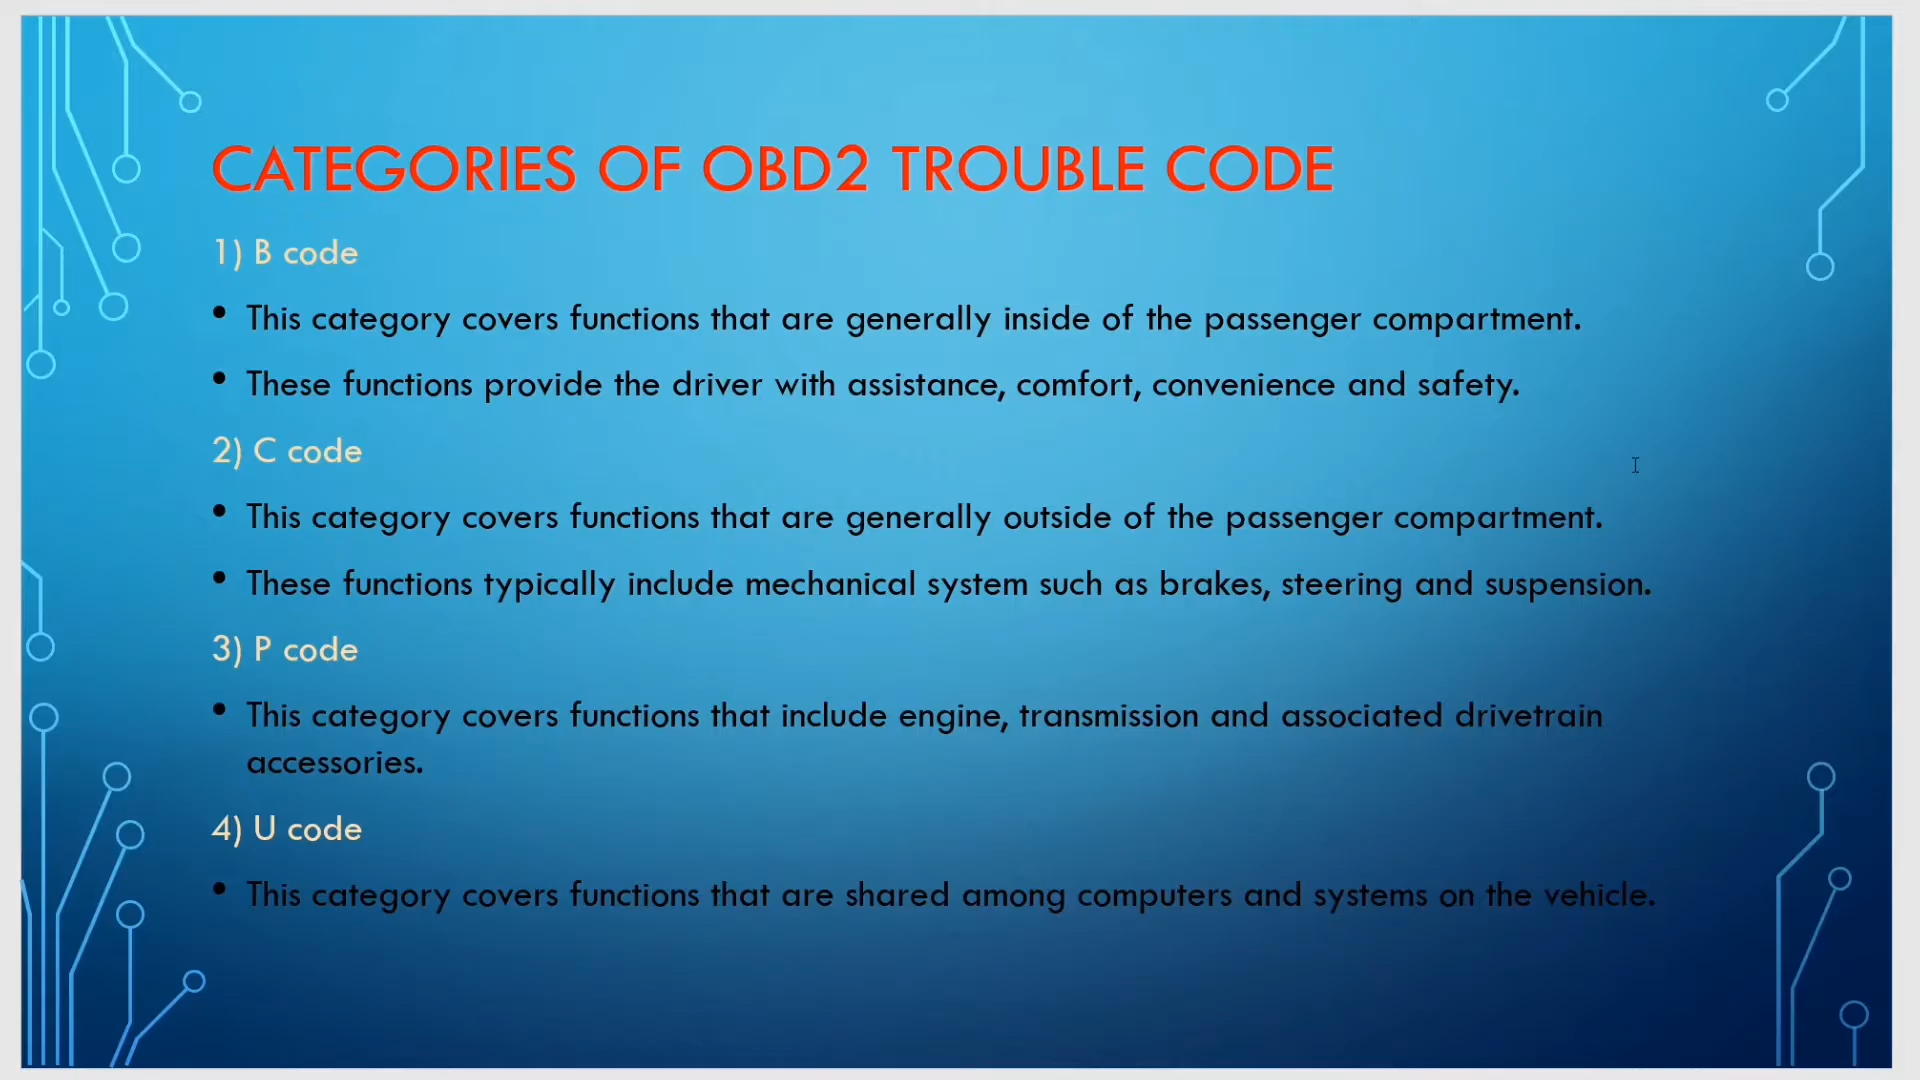 CATEGORIES OF OBD2 TROUBLE CODE
1) B code
• This category covers functions that are generally inside of the passenger compartment.
• These functions provide the driver with assistance, comfort, convenience and safety.
2) C code
• This category covers functions that are generally outside of the passenger compartment.
• These functions typically include mechanical system such as brakes, steering and suspension.
3) P code
• This category covers functions that include engine, transmission and associated drivetrain
accessories.
4) U code
• This category covers functions that are shared among computers and systems on the vehicle.